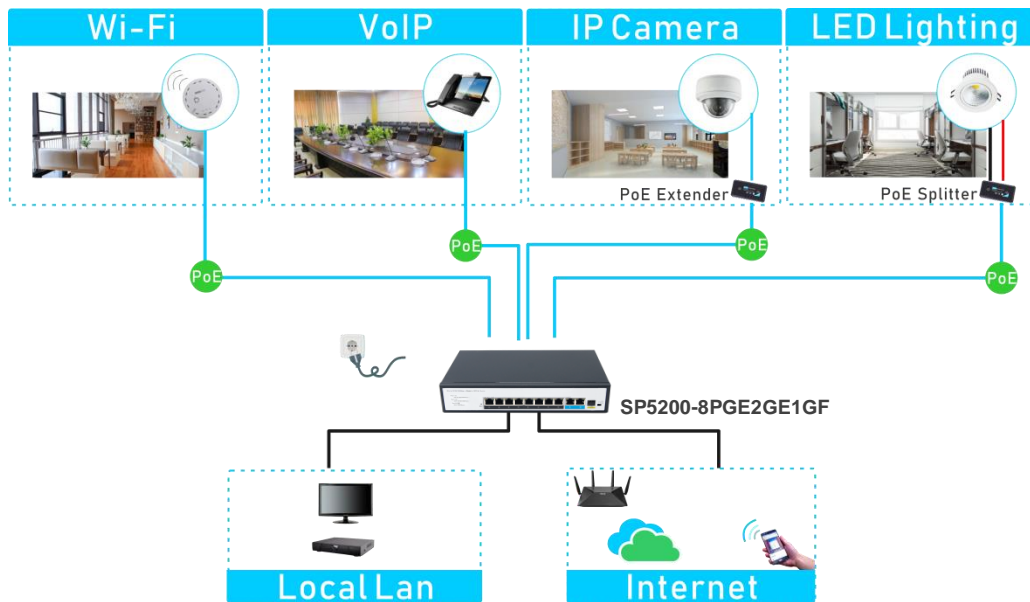 Wi-Fi
VoIP
IP Camera
LED Lighting
PoE Extender
PoE Splitter
PoE
PoE
PoE
PoE
SP5200-8PGE2GE1GF
Local Lan
Internet